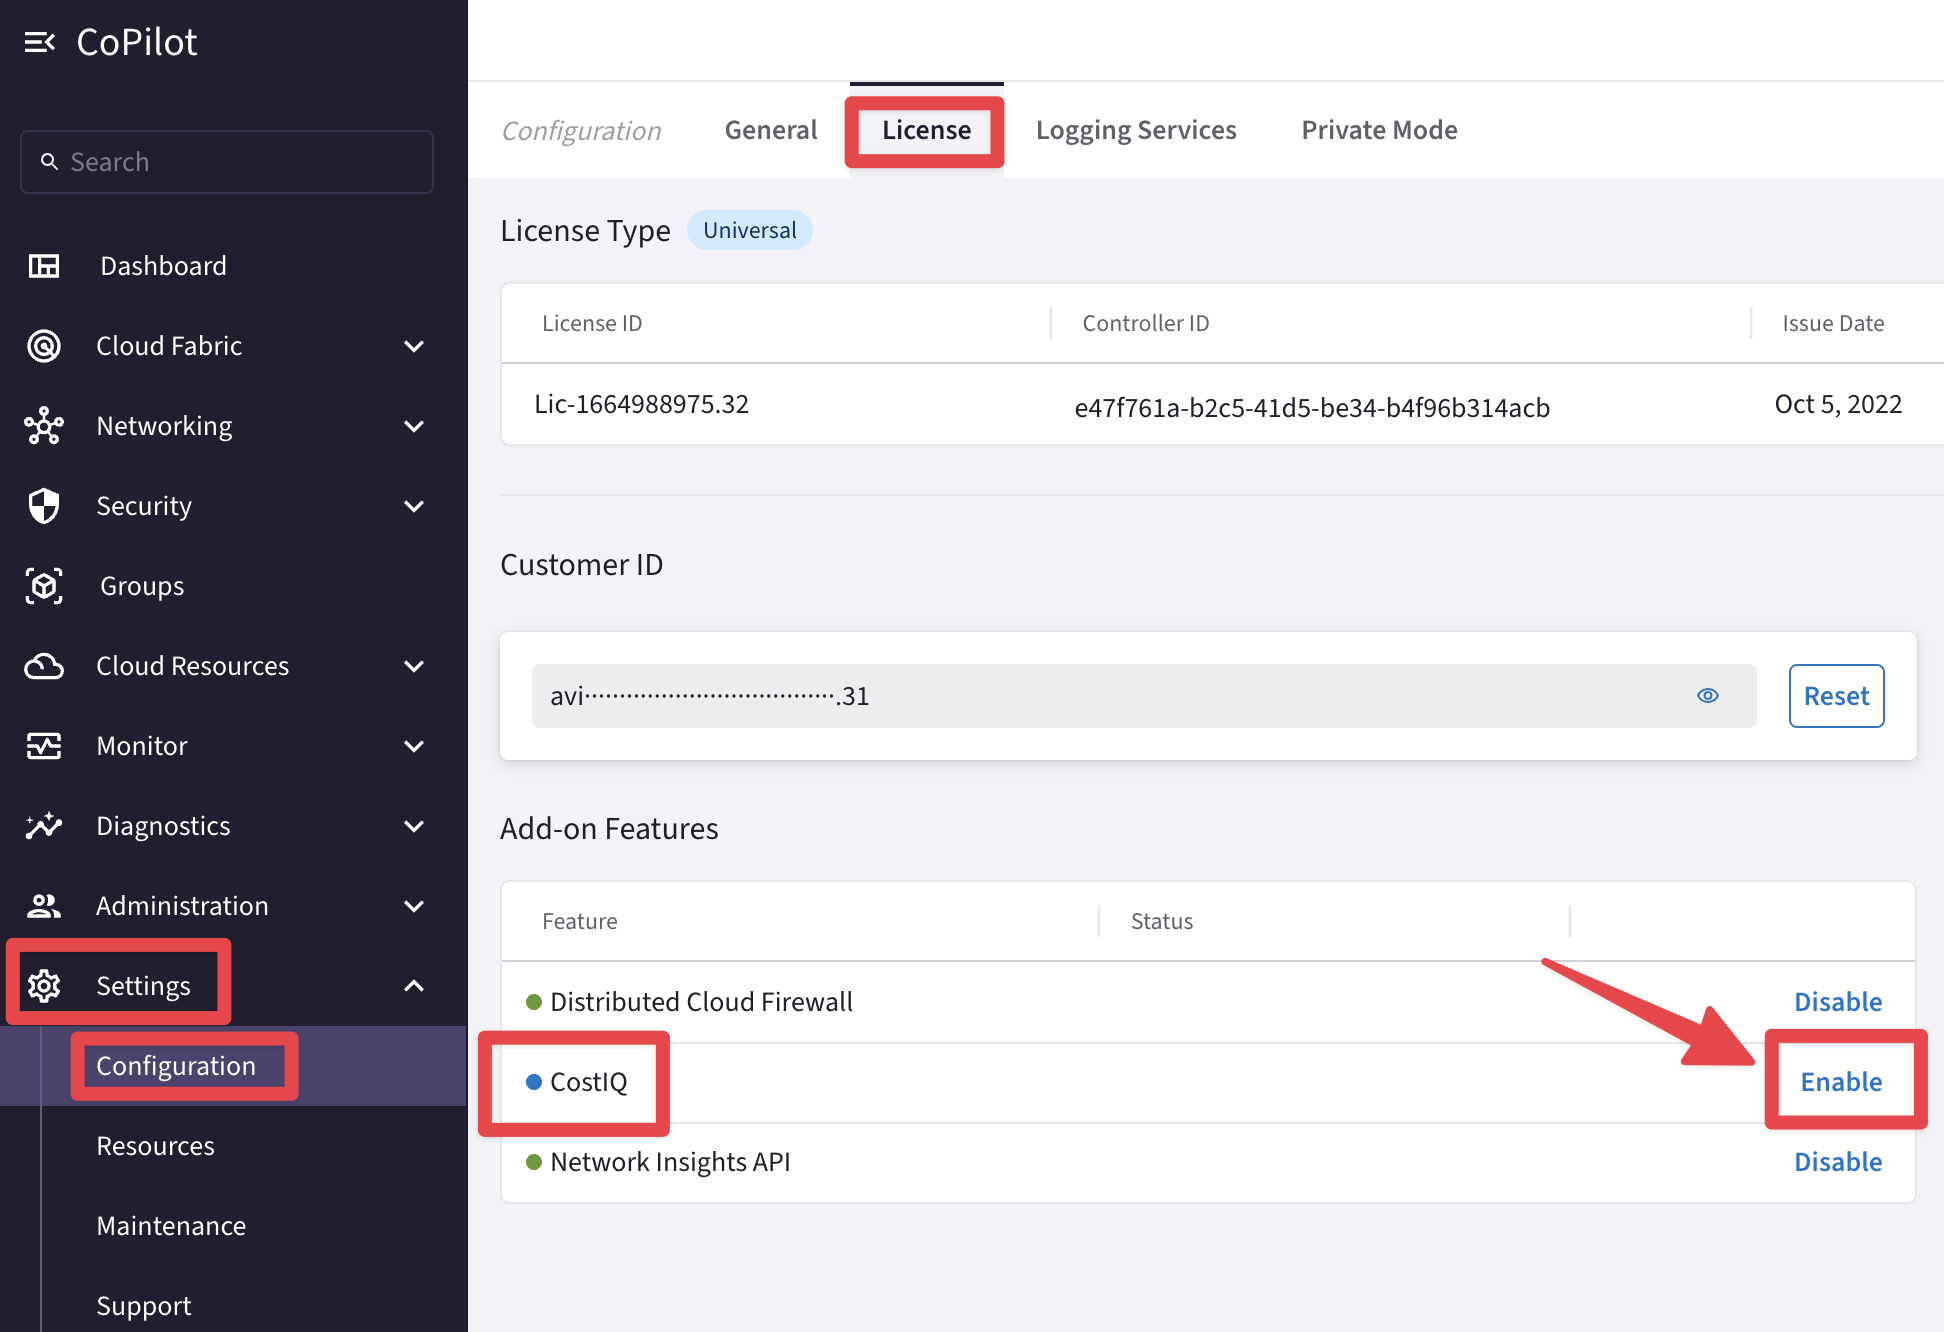 CoPilot
Search
Dashboard
Cloud Fabric
Networking
Security
Groups
Cloud Resources
Monitor
Diagnostics
Administration
Settings
Configuration
Resources
Maintenance
Support
Configuration General License Logging Services Private Mode
License Type Universal
License ID Controller ID Issue Date
Lic-1664988975.32 e47f761a-b2c5-41d5-be34-b4f96b314acb Oct 5, 2022
Customer ID
avi····································.31 Reset
Add-on Features
Feature Status
Distributed Cloud Firewall Disable
CostIQ Enable
Network Insights API Disable